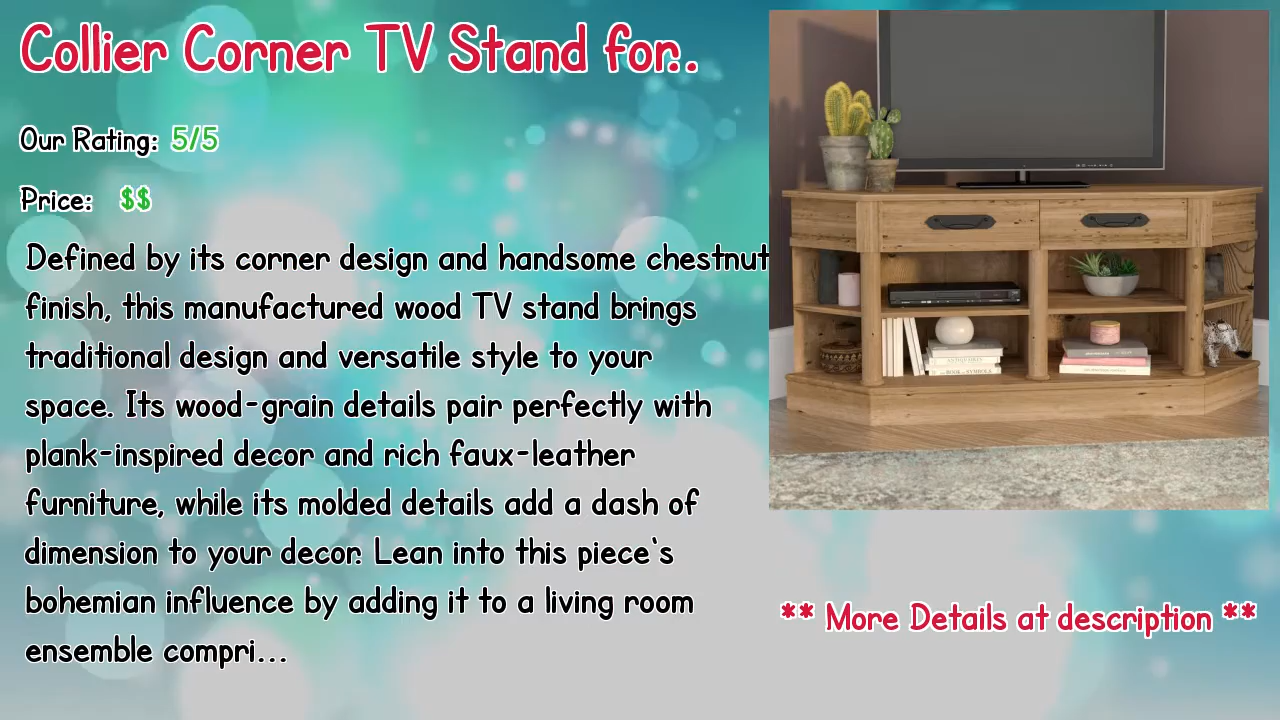 Collier Corner TV Stand for..
Our Rating: 5/5
Price: $$
Defined by its corner design and handsome chestnut
finish, this manufactured wood TV stand brings
traditional design and versatile style to your
space. Its wood-grain details pair perfectly with
plank-inspired decor and rich faux-leather
furniture, while its molded details add a dash of
dimension to your decor. Lean into this piece's
bohemian influence by adding it to a living room
ensemble compri...
** More Details at description **